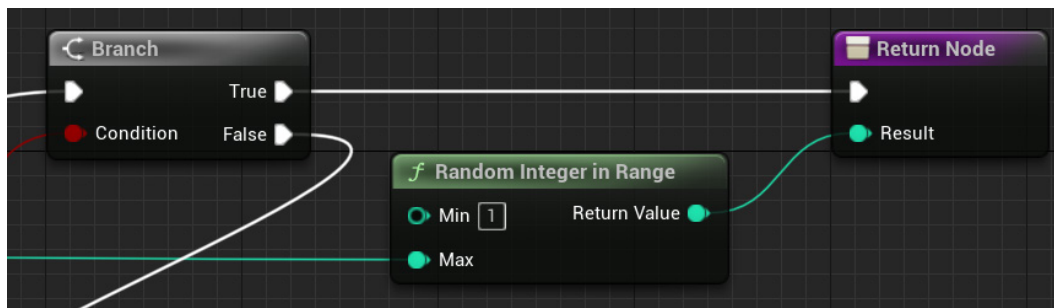 Branch
True
Condition
False
Random Integer in Range
Min 1
Return Value
Max
Return Node
Result